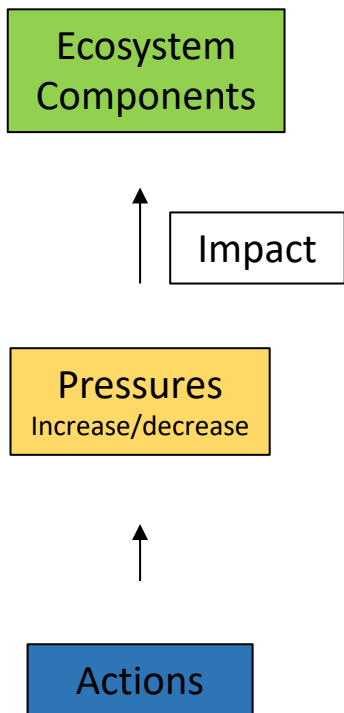 Ecosystem
Components
Impact
Pressures
Increase/decrease
Actions